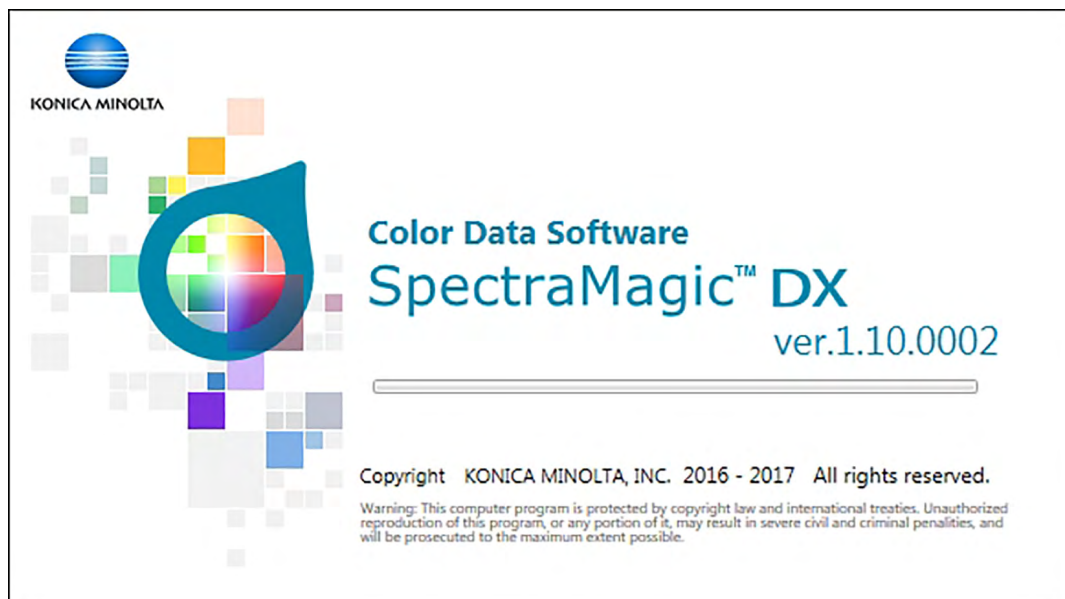 KONICA MINOLTA
Color Data Software
SpectraMagic™ DX
ver.1.10.0002
Copyright KONICA MINOLTA, INC. 2016 - 2017 All rights reserved.
Warning: This computer program is protected by copyright law and international treaties. Unauthorized
reproduction of this program, or any portion of it, may result in severe civil and criminal penalities, and
will be prosecuted to the maximum extent possible.